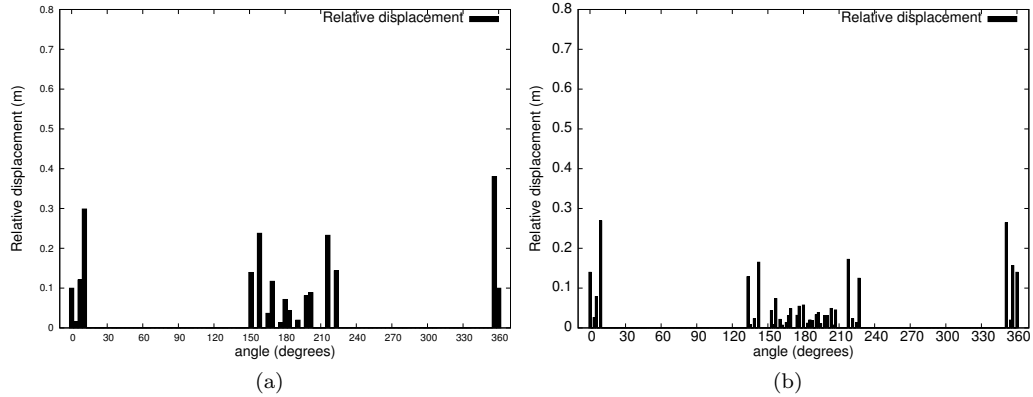 Relative displacement
Relative displacement (m)
0.8
0.7
0.6
0.5
0.4
0.3
0.2
0.1
0
0 30 60 90 120 150 180 210 240 270 300 330 360
angle (degrees)
(a)
Relative displacement
Relative displacement (m)
0.8
0.7
0.6
0.5
0.4
0.3
0.2
0.1
0
0 30 60 90 120 150 180 210 240 270 300 330 360
angle (degrees)
(b)